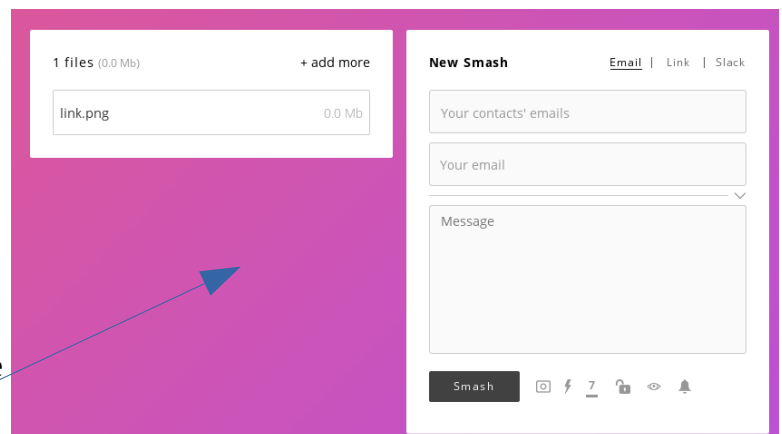 1 files (0.0 Mb) + add more
link.png 0.0 Mb
New Smash Email | Link | Slack
Your contacts' emails
Your email
Message
Smash 7
e